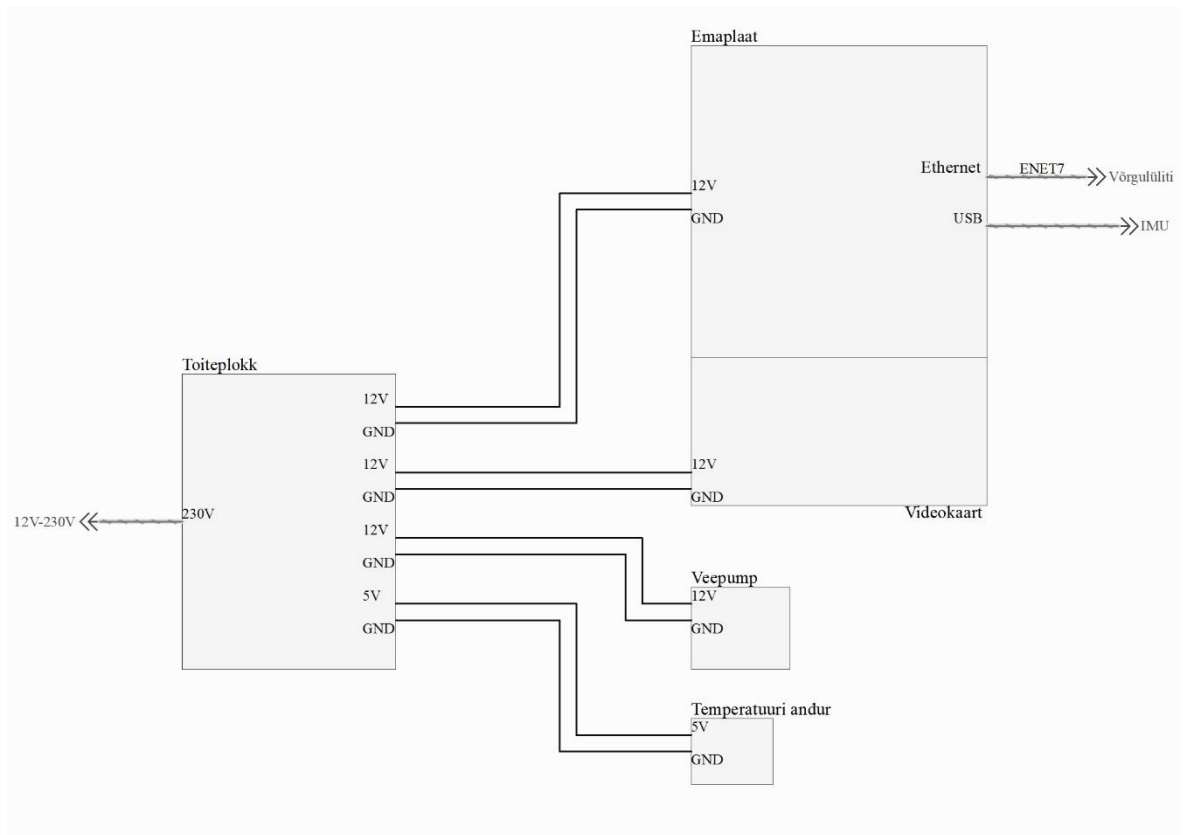 Emaplaat
Ethernet
ENET7
Võrgulüliti
12V
GND
USB
IMU
Toiteplokk
12V
GND
12V
GND
12V
GND
Videokaart
12V-230V
230V
12V
GND
Veepump
12V
GND
5V
GND
Temperatuuri andur
5V
GND